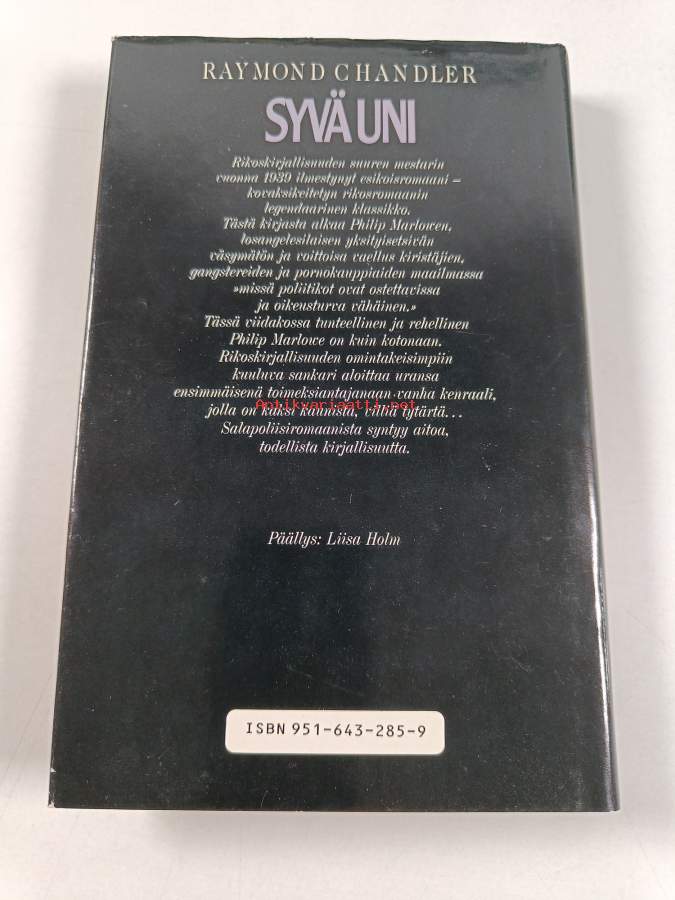 RAYMOND CHANDLER
SYVÄ UNI
Rikoskirjallisuuden suuren mestarin
vuonna 1939 ilmestynyt esikoisromaani –
kovaksikeitetyn rikosromaanin
legendaarinen klassikko.
Tästä kirjasta alkaa Philip Marlowen,
losangelesilaisen yksityisetsivän
väsymätön ja voittoisa vaellus kiristäjien,
gangstereiden ja pornokauppiaiden maailmassa
»missä poliitikot ovat ostettavissa
ja oikeusturva vähäinen.»
Tässä viidakossa tunteellinen ja rehellinen
Philip Marlowe on kuin kotonaan.
Rikoskirjallisuuden omintakeisimpiin
kuuluva sankari aloittaa uransa
ensimmäisenä toimeksiantajanaan vanha kenraali,
Antikvariaatti.net
jolla on kaksi kaunista, villiä tytärtä...
Salapoliisiromaanista syntyy aitoa,
todellista kirjallisuutta.
Päällys: Liisa Holm
ISBN 951-643-285-9